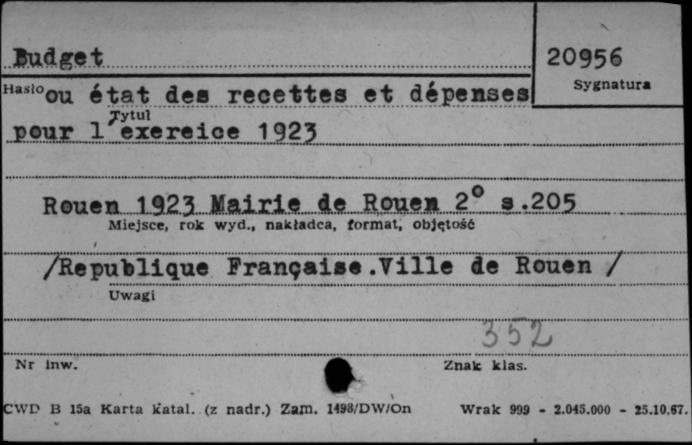 Budget 20956
Hasło Sygnatura
ou état des recettes et dépenses
Tytuł
pour l'exereice 1923
Rouen 1923 Mairie de Rouen 2° s.205
Miejsce, rok wyd., nakładca, format, objętość
/Republique Française.Ville de Rouen /
Uwagi
352
Nr inw. Znak klas.
CWD B 15a Karta katal. (z nadr.) Zam. 1498/DW/On Wrak 999 - 2.045.000 - 25.10.67.